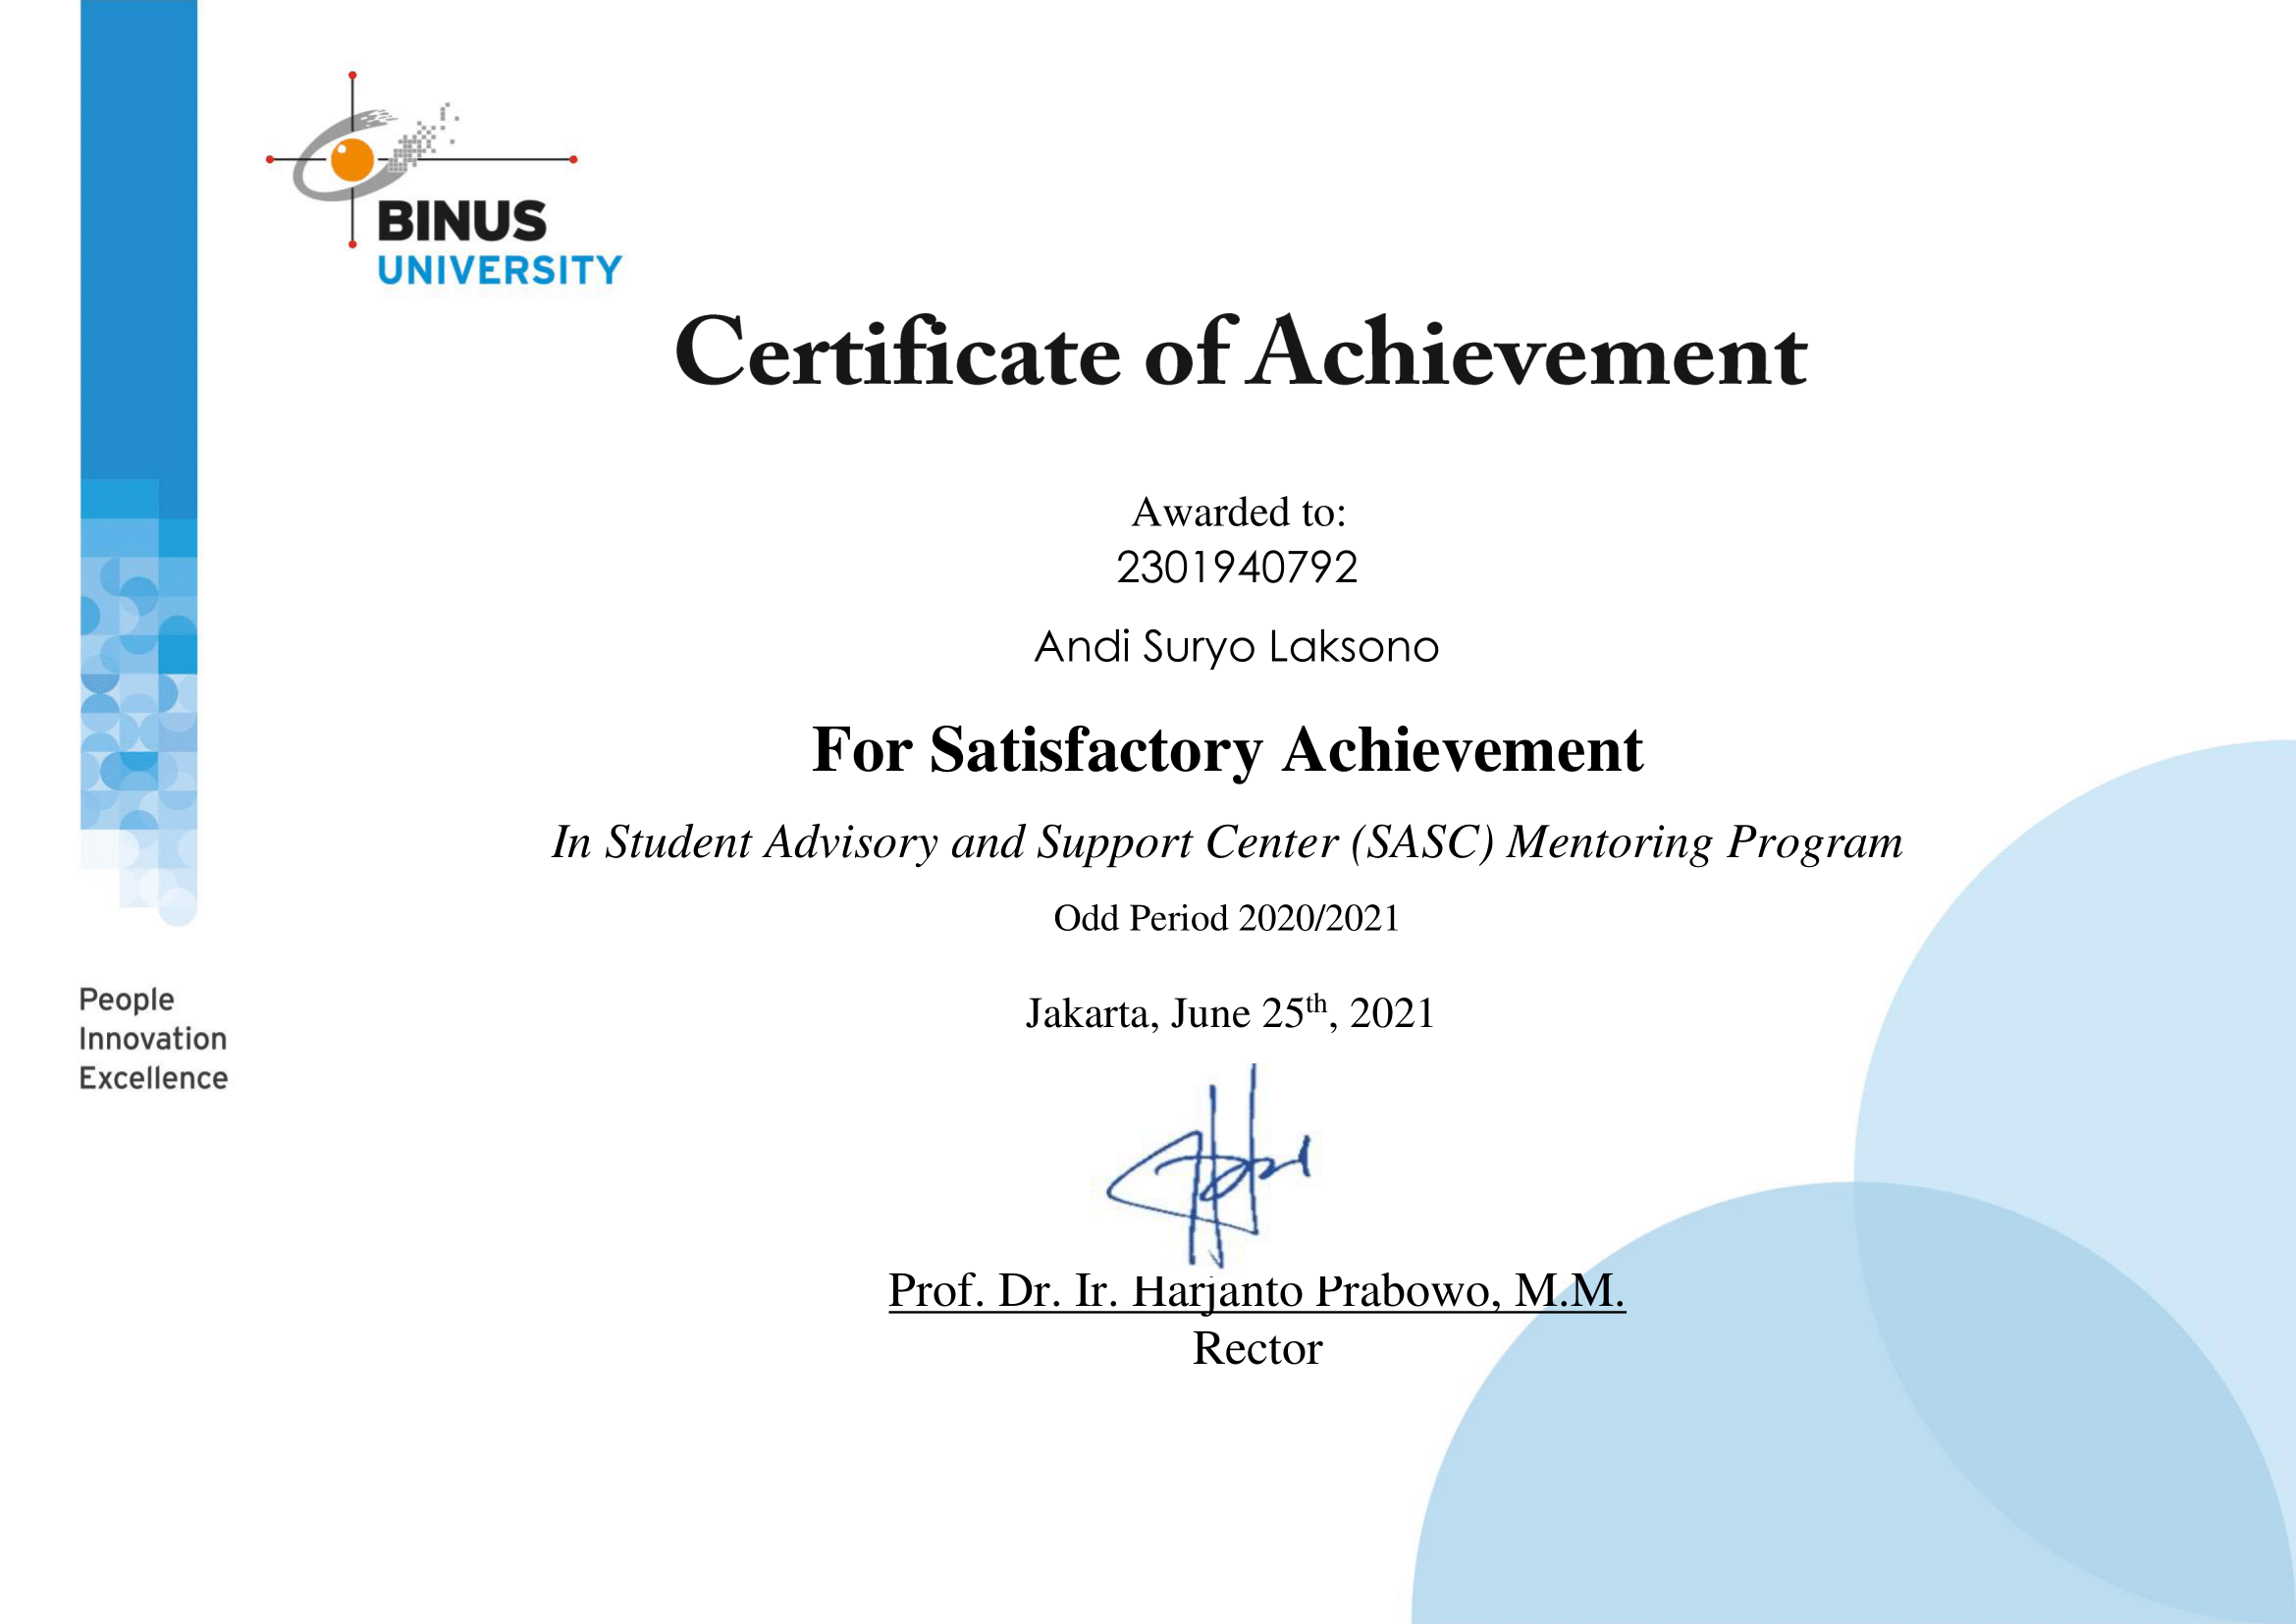 BINUS
UNIVERSITY
Certificate of Achievement
Awarded to:
2301940792
Andi Suryo Laksono
For Satisfactory Achievement
In Student Advisory and Support Center (SASC) Mentoring Program
Odd Period 2020/2021
Jakarta, June 25th, 2021
People
Innovation
Excellence
Prof. Dr. Ir. Harjanto Prabowo, M.M.
Rector